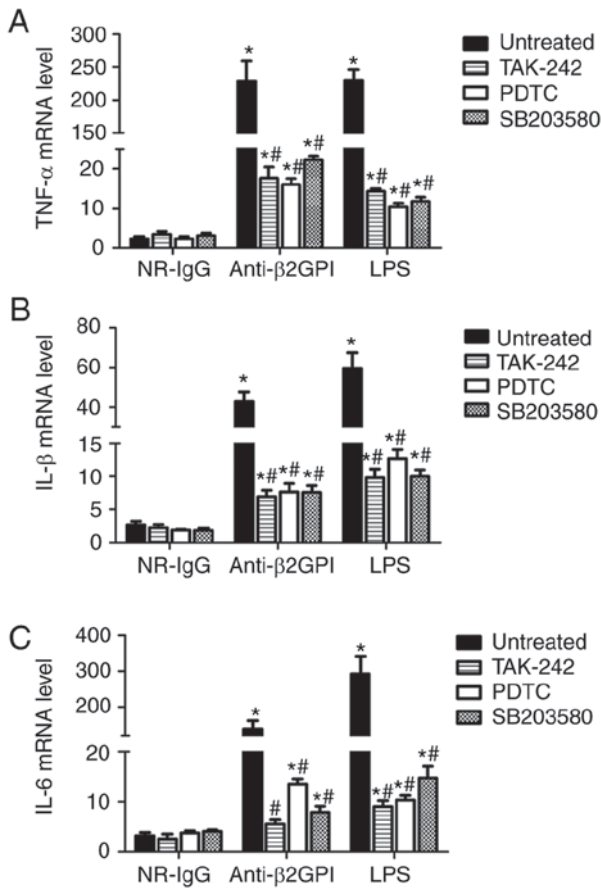 A
TNF-α mRNA level
300
250
200
150
20
10
0
* *
*# *# *# *# *# *#
NR-IgG Anti-β2GPI LPS
Untreated
TAK-242
PDTC
SB203580
B
IL-β mRNA level
80
60
40
15
10
5
0
* *
*# *# *# *# *# *#
NR-IgG Anti-β2GPI LPS
Untreated
TAK-242
PDTC
SB203580
C
IL-6 mRNA level
400
300
200
20
10
0
* *
# *# *# *# *# *#
NR-IgG Anti-β2GPI LPS
Untreated
TAK-242
PDTC
SB203580